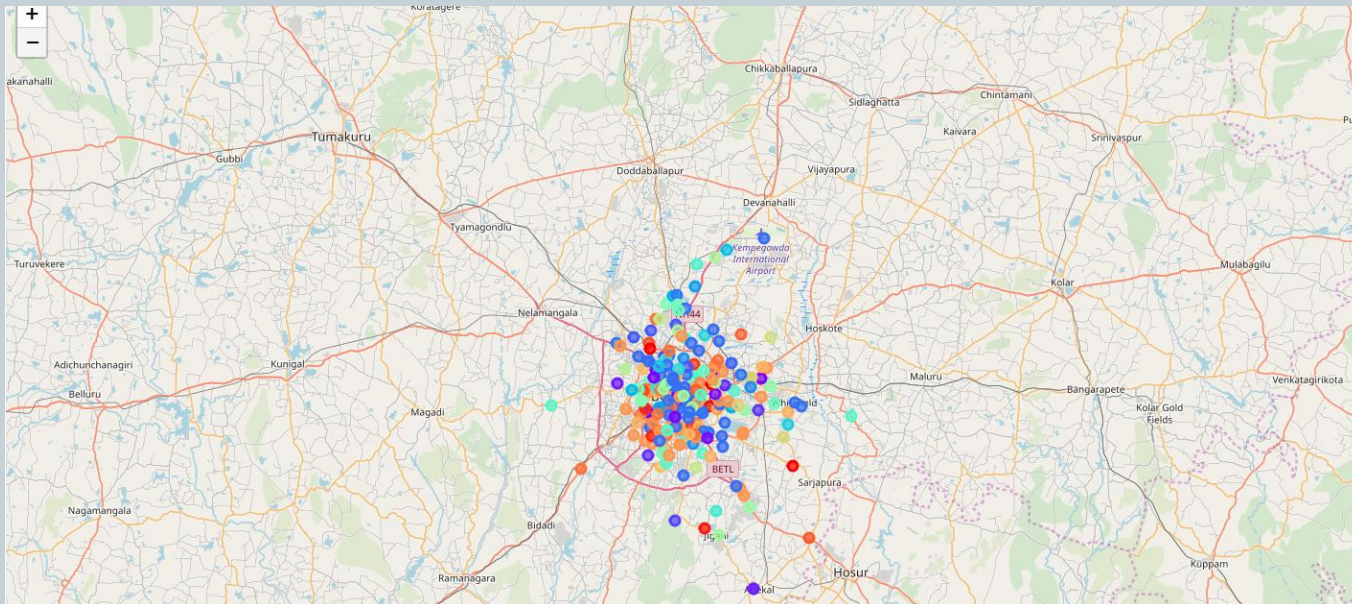 +
−
Koratagere
Chikkaballapura
akanahalli
Sidlaghatta
Chintamani
Tumakuru
Kaivara
Srinivaspur
Gubbi
Doddaballapur
Vijayapura
Devanahalli
Tyamagondlu
Kempegowda
International
Airport
Turuvekere
Mulabagilu
Kolar
Nelamangala
Hoskote
Adichunchanagiri
Kunigal
Maluru
Bangarapete
Venkatagirikota
Belluru
Magadi
Kolar Gold
Fields
BETL
Sarjapura
Nagamangala
Bidadi
Jigani
Hosur
Kuppam
Ramanagara